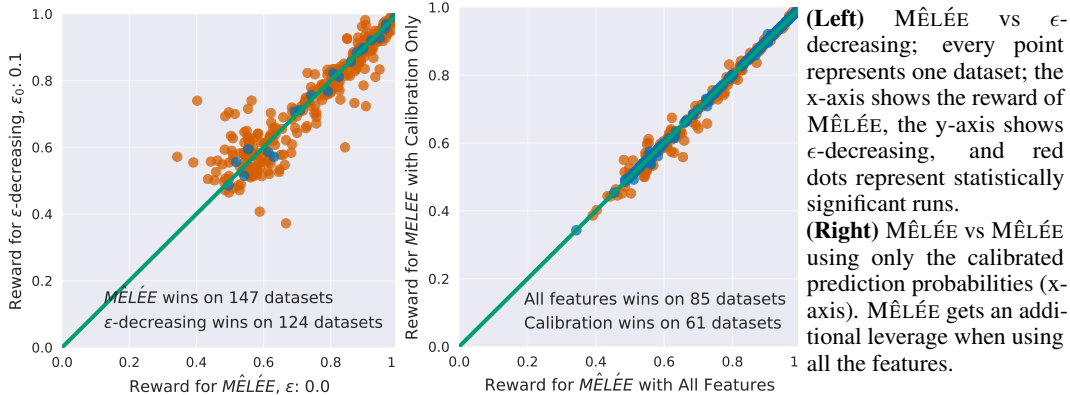 Reward for ϵ-decreasing, ϵ₀: 0.1
1.0
0.8
0.6
0.4
0.2
0.0
MÊLÉE wins on 147 datasets
ϵ-decreasing wins on 124 datasets
0.0 0.2 0.4 0.6 0.8 1
Reward for MÊLÉE, ϵ: 0.0
Reward for MÊLÉE with Calibration Only
1.0
0.8
0.6
0.4
0.2
0.0
All features wins on 85 datasets
Calibration wins on 61 datasets
0.0 0.2 0.4 0.6 0.8 1
Reward for MÊLÉE with All Features
(Left) MÊLÉE vs ϵ-
decreasing; every point
represents one dataset; the
x-axis shows the reward of
MÊLÉE, the y-axis shows
ϵ-decreasing, and red
dots represent statistically
significant runs.
(Right) MÊLÉE vs MÊLÉE
using only the calibrated
prediction probabilities (x-
axis). MÊLÉE gets an addi-
tional leverage when using
all the features.